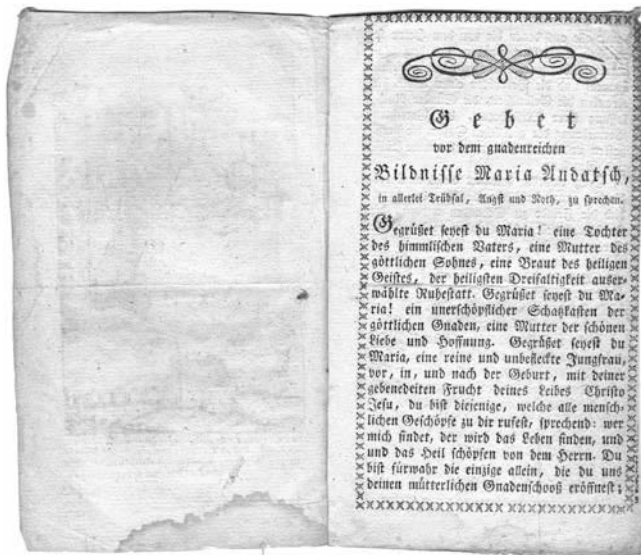 Gebet
vor dem gnadenreichen
Bildnisse Maria Andatsch,
in allerlei Trübsal, Angst und Noth, zu sprechen.
Gegrüßet seyest du Maria! eine Tochter
des himmlischen Vaters, eine Mutter des
göttlichen Sohnes, eine Braut des heiligen
Geistes, der heiligsten Dreifaltigkeit auser-
wählte Ruhestatt. Gegrüßet seyest du Ma-
ria! ein unerschöpflicher Schatzkasten der
göttlichen Gnaden, eine Mutter der schönen
Liebe und Hoffnung. Gegrüßet seyest du
Maria, eine reine und unbefleckte Jungfrau,
vor, in, und nach der Geburt, mit deiner
gebenedeiten Frucht deines Leibes Christo
Jesu, du bist diejenige, welche alle mensch-
lichen Geschöpfe zu dir rufest, sprechend: wer
mich findet, der wird das Leben finden, und
und das Heil schöpfen von dem Herrn. Du
bist fürwahr die einzige allein, die du uns
deinen mütterlichen Gnadenschooß eröffnest;